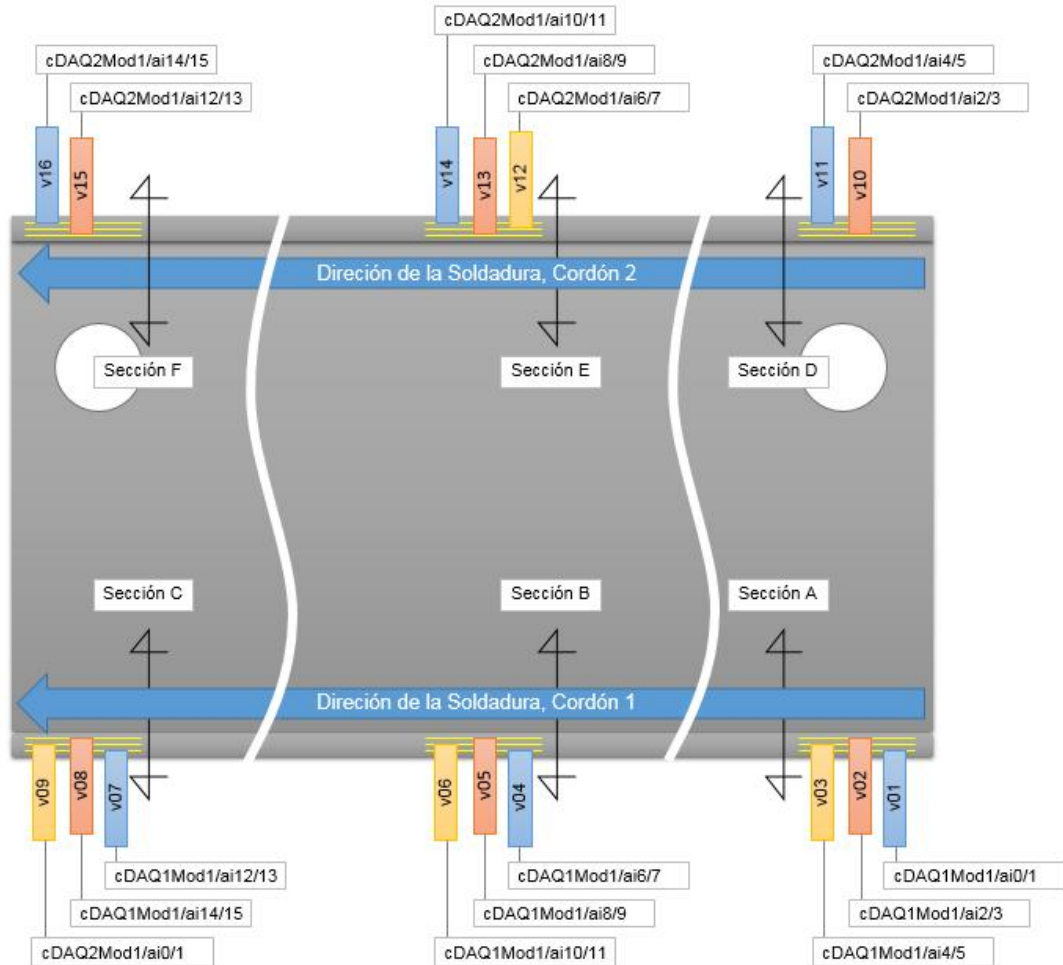 cDAQ2Mod1/ai10/11
cDAQ2Mod1/ai14/15
cDAQ2Mod1/ai8/9
cDAQ2Mod1/ai4/5
cDAQ2Mod1/ai12/13
cDAQ2Mod1/ai6/7
cDAQ2Mod1/ai2/3
v16
v15
v14
v13
v12
v11
v10
Direción de la Soldadura, Cordón 2
Sección F
Sección E
Sección D
Sección C
Sección B
Sección A
Direción de la Soldadura, Cordón 1
v09
v08
v07
v06
v05
v04
v03
v02
v01
cDAQ1Mod1/ai12/13
cDAQ1Mod1/ai6/7
cDAQ1Mod1/ai0/1
cDAQ1Mod1/ai14/15
cDAQ1Mod1/ai8/9
cDAQ1Mod1/ai2/3
cDAQ2Mod1/ai0/1
cDAQ1Mod1/ai10/11
cDAQ1Mod1/ai4/5